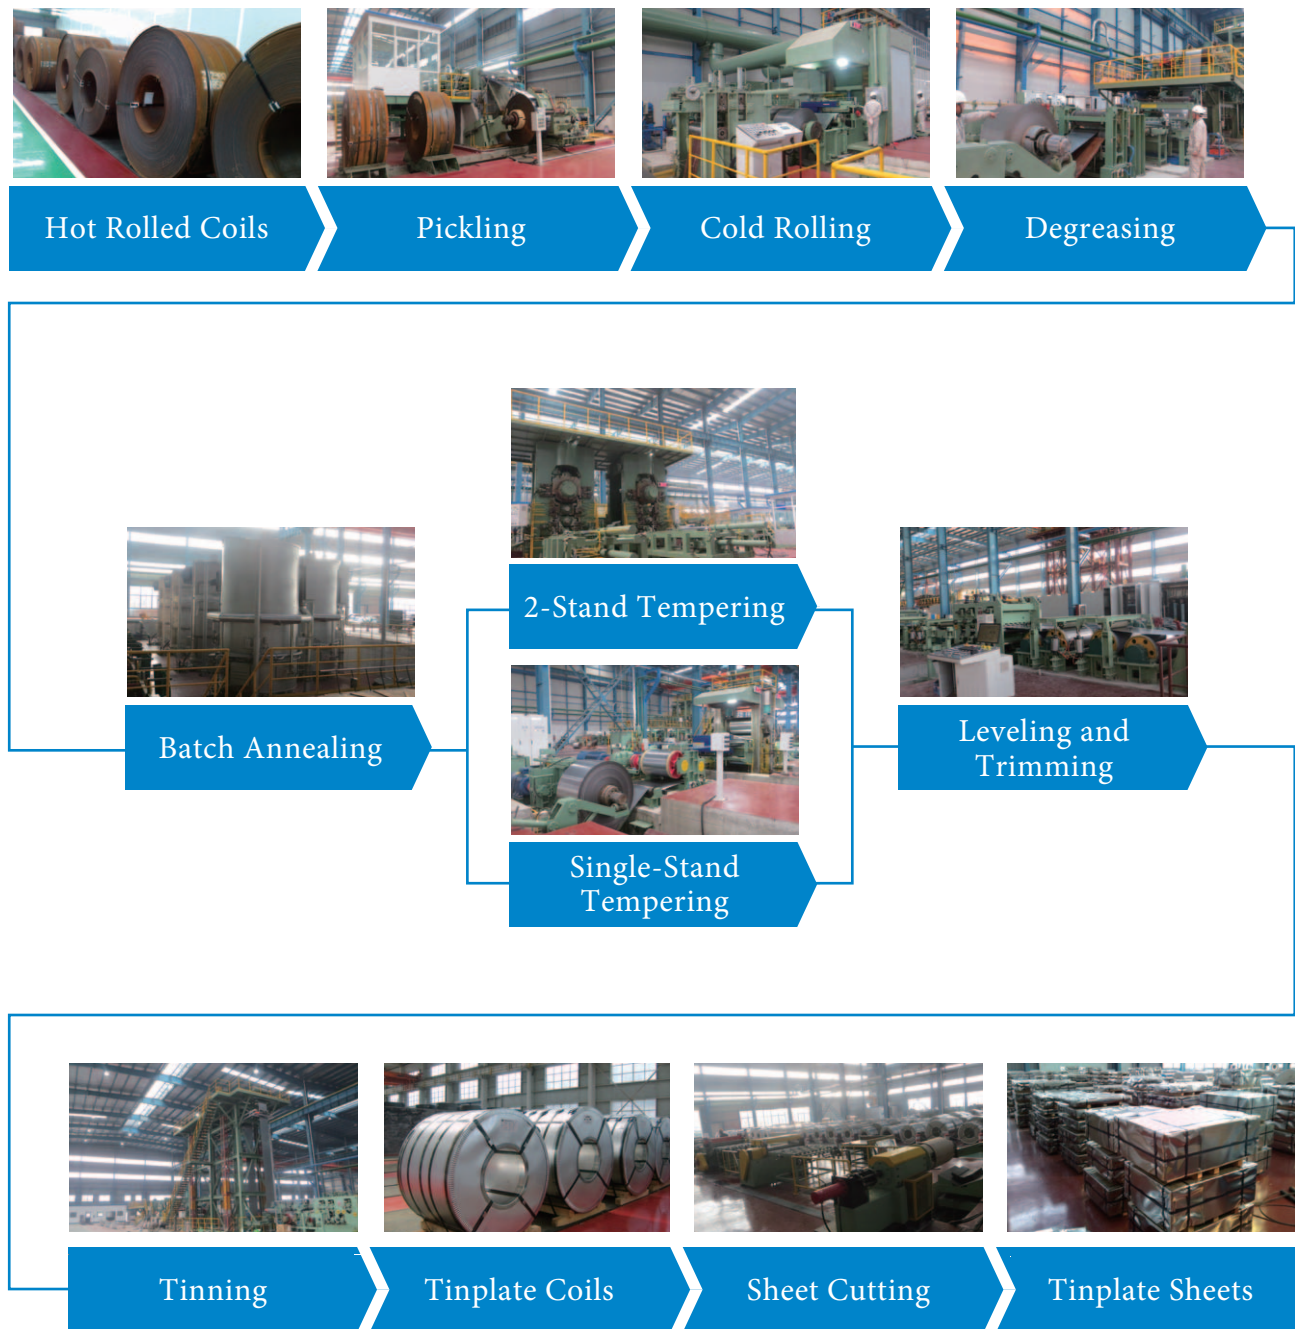 Hot Rolled Coils
Pickling
Cold Rolling
Degreasing
2-Stand Tempering
Batch Annealing
Leveling and
Trimming
Single-Stand
Tempering
Tinning
Tinplate Coils
Sheet Cutting
Tinplate Sheets